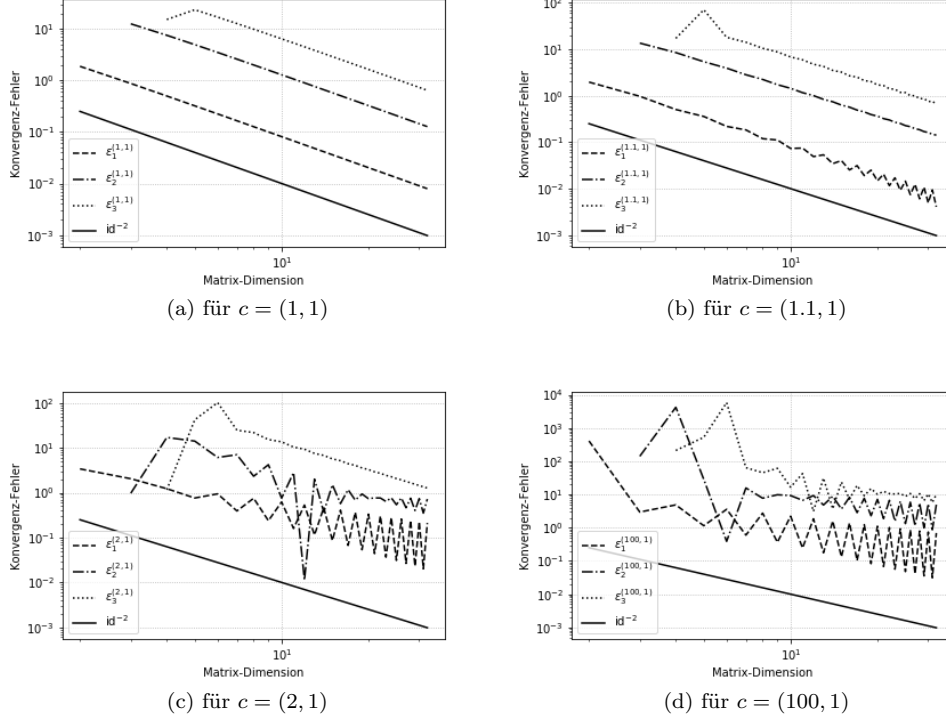 10¹
10⁰
10⁻¹
10⁻²
10⁻³
Konvergenz-Fehler
ε₁^(1,1)
ε₂^(1,1)
ε₃^(1,1)
id⁻²
10¹
Matrix-Dimension
(a) für c = (1, 1)
10²
10¹
10⁰
10⁻¹
10⁻²
10⁻³
Konvergenz-Fehler
ε₁^(1.1,1)
ε₂^(1.1,1)
ε₃^(1.1,1)
id⁻²
10¹
Matrix-Dimension
(b) für c = (1.1, 1)
10²
10¹
10⁰
10⁻¹
10⁻²
10⁻³
Konvergenz-Fehler
ε₁^(2,1)
ε₂^(2,1)
ε₃^(2,1)
id⁻²
10¹
Matrix-Dimension
(c) für c = (2, 1)
10⁴
10³
10²
10¹
10⁰
10⁻¹
10⁻²
10⁻³
Konvergenz-Fehler
ε₁^(100,1)
ε₂^(100,1)
ε₃^(100,1)
id⁻²
10¹
Matrix-Dimension
(d) für c = (100, 1)